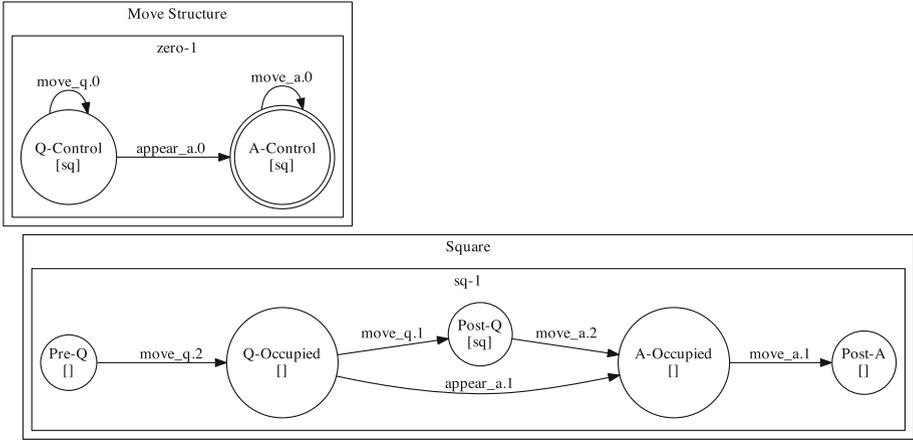 Move Structure
zero-1
move_q.0
move_a.0
Q-Control
[sq]
appear_a.0
A-Control
[sq]
Square
sq-1
Pre-Q
[]
move_q.2
Q-Occupied
[]
move_q.1
Post-Q
[sq]
move_a.2
appear_a.1
A-Occupied
[]
move_a.1
Post-A
[]